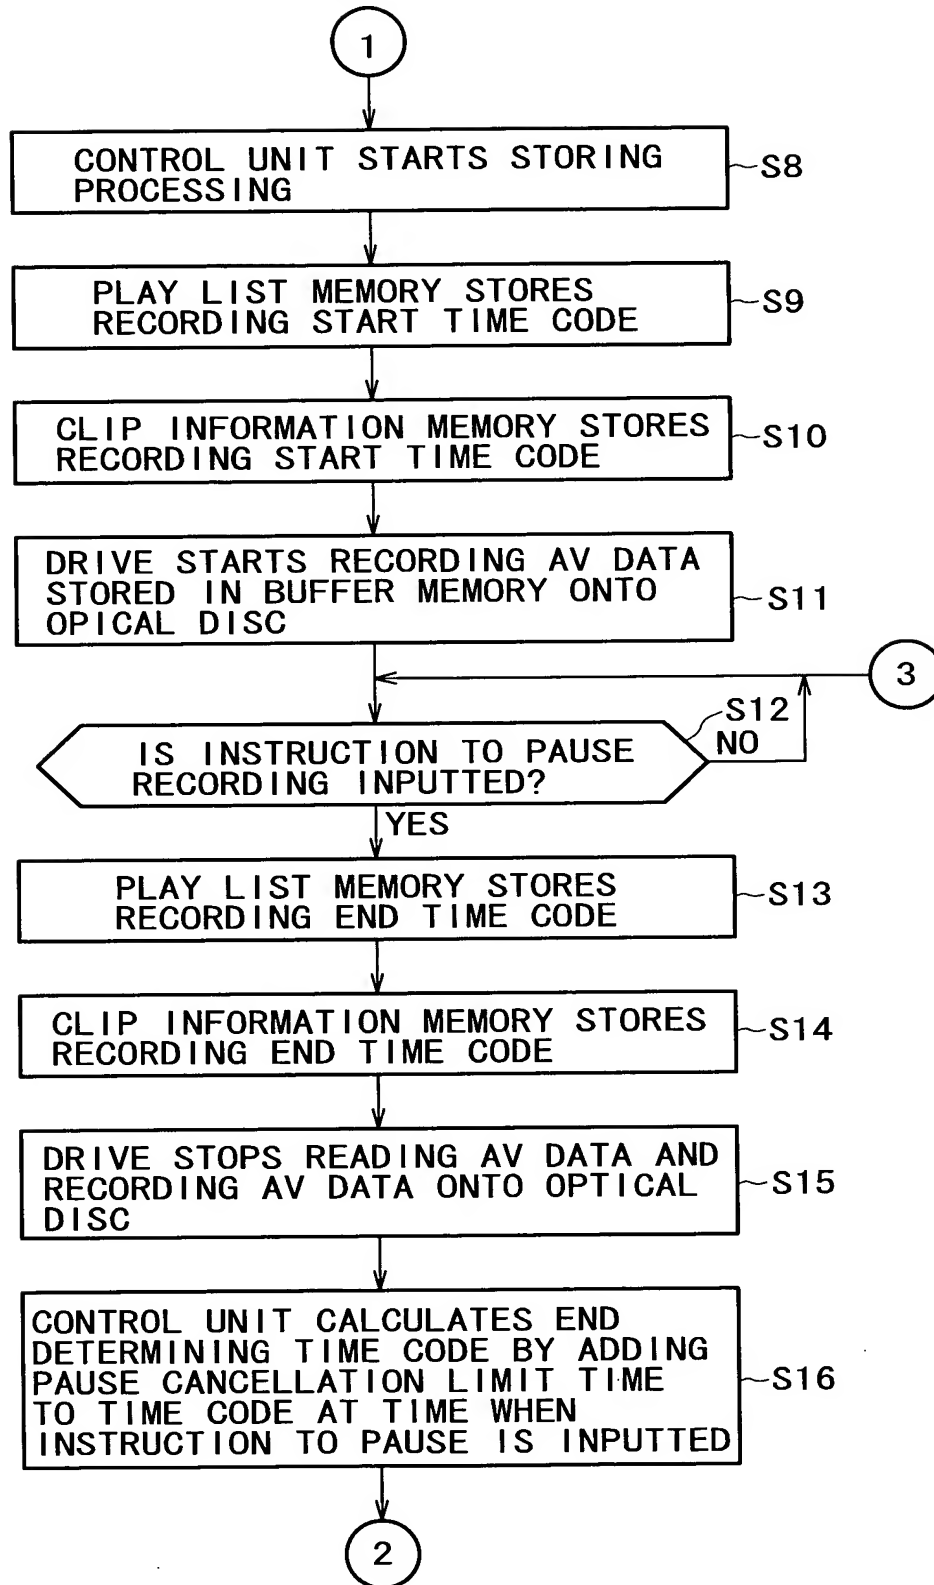 1
CONTROL UNIT STARTS STORING
PROCESSING
S8
PLAY LIST MEMORY STORES
RECORDING START TIME CODE
S9
CLIP INFORMATION MEMORY STORES
RECORDING START TIME CODE
S10
DRIVE STARTS RECORDING AV DATA
STORED IN BUFFER MEMORY ONTO
OPICAL DISC
S11
3
S12
IS INSTRUCTION TO PAUSE
RECORDING INPUTTED?
NO
YES
PLAY LIST MEMORY STORES
RECORDING END TIME CODE
S13
CLIP INFORMATION MEMORY STORES
RECORDING END TIME CODE
S14
DRIVE STOPS READING AV DATA AND
RECORDING AV DATA ONTO OPTICAL
DISC
S15
CONTROL UNIT CALCULATES END
DETERMINING TIME CODE BY ADDING
PAUSE CANCELLATION LIMIT TIME
TO TIME CODE AT TIME WHEN
INSTRUCTION TO PAUSE IS INPUTTED
S16
2